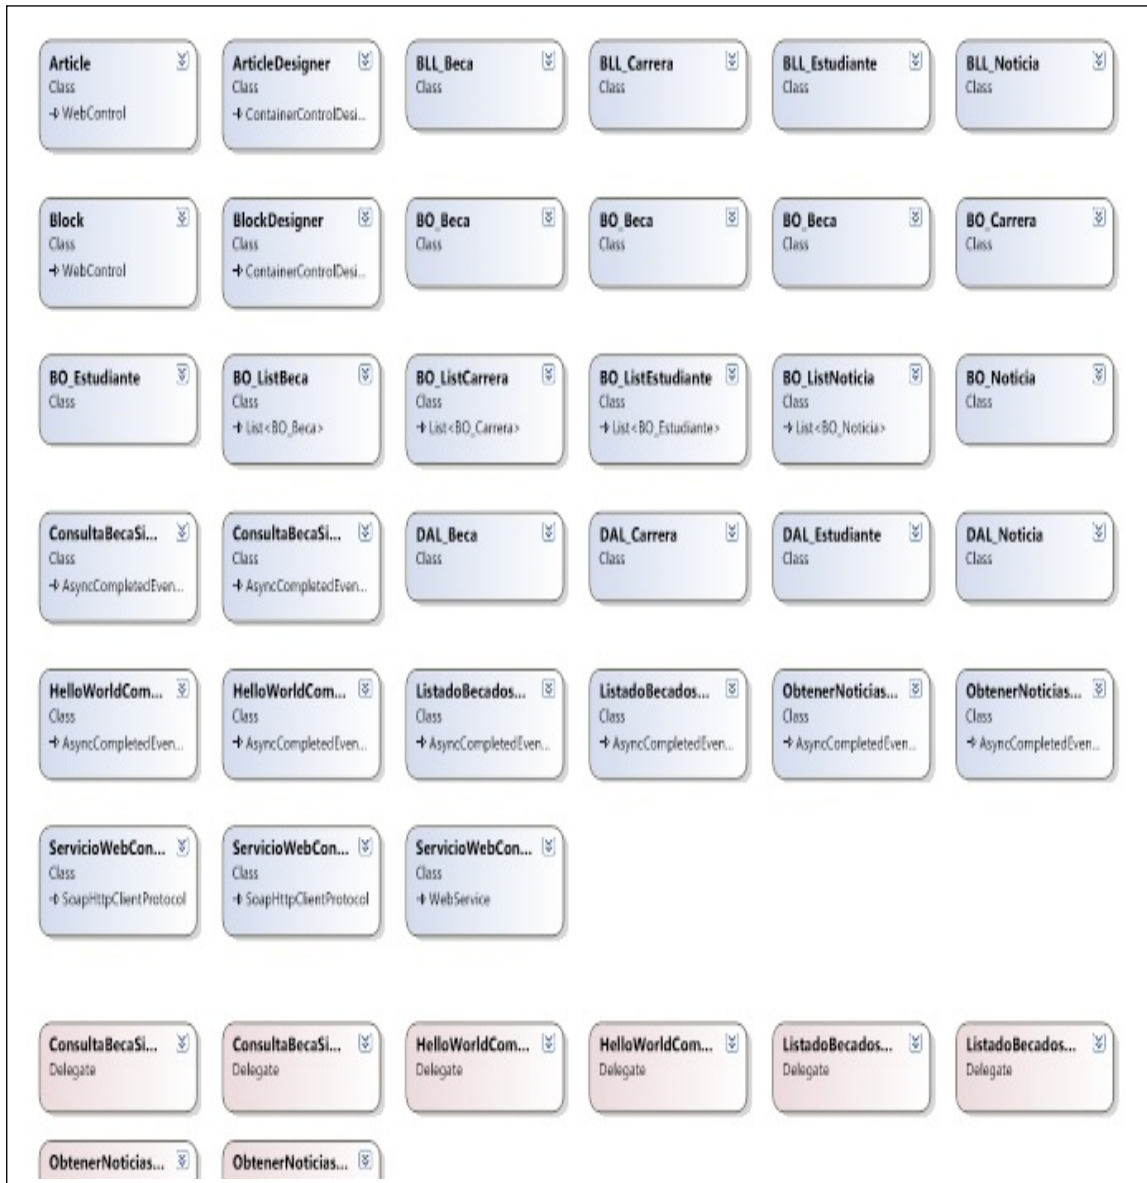 Article
Class
WebControl
ArticleDesigner
Class
ContainerControlDesi...
BLL_Beca
Class
BLL_Carrera
Class
BLL_Estudiante
Class
BLL_Noticia
Class
Block
Class
WebControl
BlockDesigner
Class
ContainerControlDesi...
BO_Beca
Class
BO_Beca
Class
BO_Beca
Class
BO_Carrera
Class
BO_Estudiante
Class
BO_ListBeca
Class
List<BO_Beca>
BO_ListCarrera
Class
List<BO_Carrera>
BO_ListEstudiante
Class
List<BO_Estudiante>
BO_ListNoticia
Class
List<BO_Noticia>
BO_Noticia
Class
ConsultaBecaSi...
Class
AsyncCompletedEven...
ConsultaBecaSi...
Class
AsyncCompletedEven...
DAL_Beca
Class
DAL_Carrera
Class
DAL_Estudiante
Class
DAL_Noticia
Class
HelloWorldCom...
Class
AsyncCompletedEven...
HelloWorldCom...
Class
AsyncCompletedEven...
ListadoBecados...
Class
AsyncCompletedEven...
ListadoBecados...
Class
AsyncCompletedEven...
ObtenerNoticias...
Class
AsyncCompletedEven...
ObtenerNoticias...
Class
AsyncCompletedEven...
ServicioWebCon...
Class
SoapHttpClientProtocol
ServicioWebCon...
Class
SoapHttpClientProtocol
ServicioWebCon...
Class
WebService
ConsultaBecaSi...
Delegate
ConsultaBecaSi...
Delegate
HelloWorldCom...
Delegate
HelloWorldCom...
Delegate
ListadoBecados...
Delegate
ListadoBecados...
Delegate
ObtenerNoticias...
ObtenerNoticias...